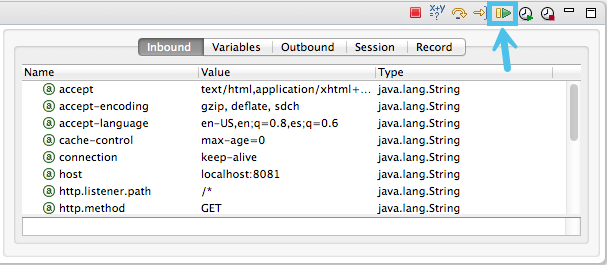 x+y
=?
Inbound Variables Outbound Session Record
Name Value Type
a accept text/html,application/xhtml+... java.lang.String
a accept-encoding gzip, deflate, sdch java.lang.String
a accept-language en-US,en;q=0.8,es;q=0.6 java.lang.String
a cache-control max-age=0 java.lang.String
a connection keep-alive java.lang.String
a host localhost:8081 java.lang.String
a http.listener.path /* java.lang.String
a http.method GET java.lang.String